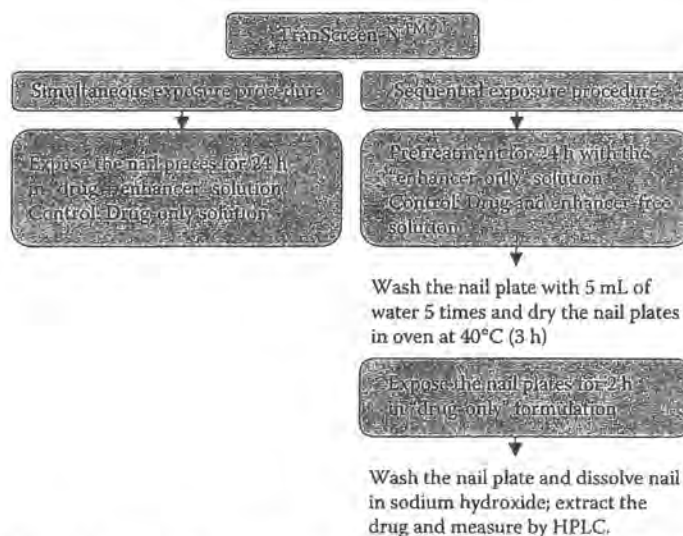 TranScreen-N™
Simultaneous exposure procedure
Sequential exposure procedure
Expose the nail pieces for 24 h
in "drug + enhancer" solution
Control: Drug-only solution
Pretreatment for 24 h with the
"enhancer-only" solution
Control: Drug and enhancer-free
solution
Wash the nail plate with 5 mL of
water 5 times and dry the nail plates
in oven at 40°C (3 h)
Expose the nail plates for 2 h
in "drug-only" formulation
Wash the nail plate and dissolve nail
in sodium hydroxide; extract the
drug and measure by HPLC.